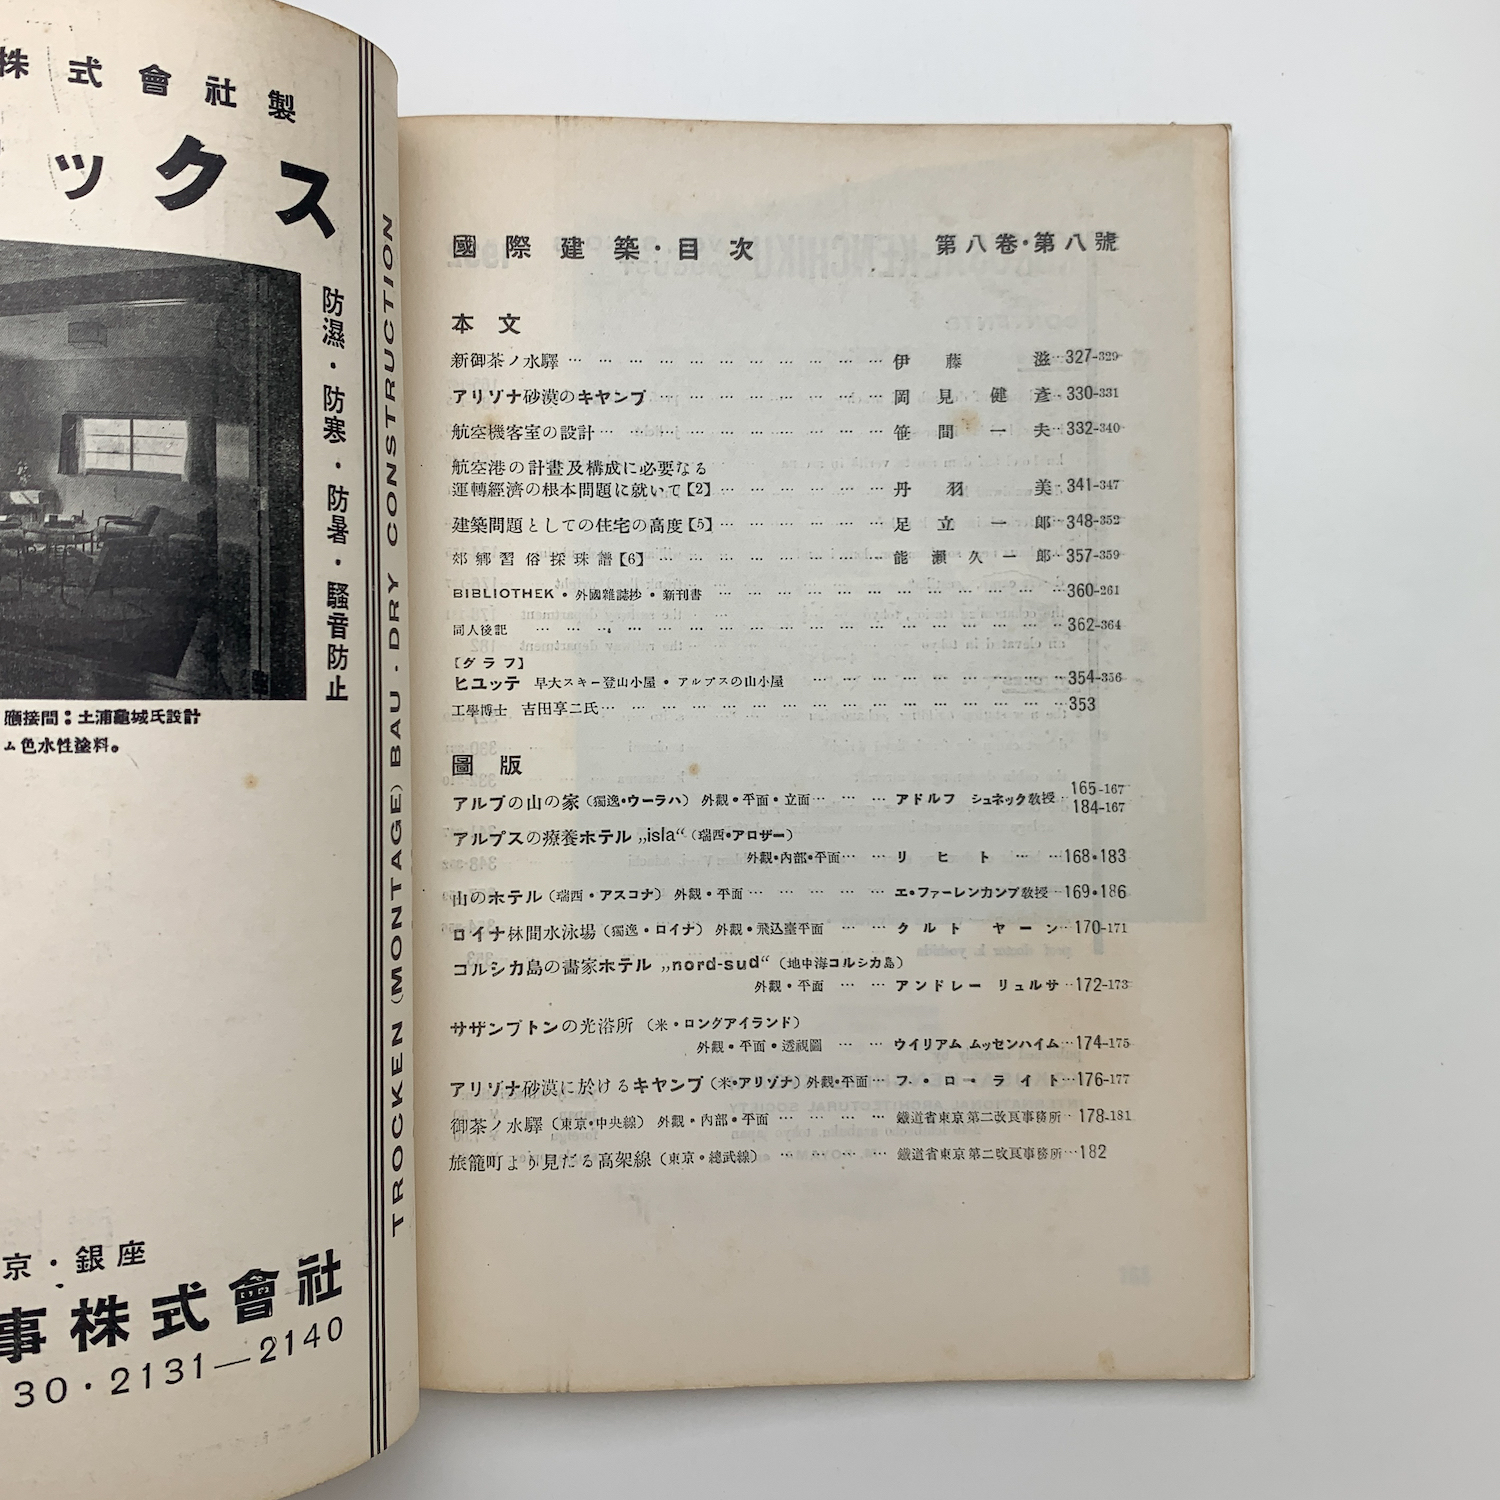 株式會社製
ックス
防濕・防寒・防暑・騷音防止
應接間：土浦龜城氏設計
ム色水性塗料。
京・銀座
事株式會社
30・2131—2140
TROCKEN (MONTAGE) BAU・DRY CONSTRUCTION
國際建築・目次 第八卷・第八號
本文
新御茶ノ水驛 伊藤滋 327-329
アリゾナ砂漠のキヤンプ 岡見健彥 330-331
航空機客室の設計 笹間一夫 332-340
航空港の計畫及構成に必要なる
運轉經濟の根本問題に就いて【2】 丹羽美 341-347
建築問題としての住宅の高度【5】 足立一郎 348-352
郊鄕習俗採珠譜【6】 能瀨久一郎 357-359
BIBLIOTHEK・外國雜誌抄・新刊書 360-261
同人後記 362-364
【グラフ】
ヒユッテ 早大スキー登山小屋・アルプスの山小屋 354-356
工學博士 吉田享二氏 353
圖版
アルプの山の家（獨逸・ウーラハ） 外觀・平面・立面 アドルフ シュネック教授 165-167
184-167
アルプスの療養ホテル „isla“（瑞西・アロザー）
外觀・內部・平面 リヒト 168・183
山のホテル（瑞西・アスコナ） 外觀・平面 エ・ファーレンカンプ教授 169・186
ロイナ林間水泳場（獨逸・ロイナ） 外觀・飛込臺平面 クルト ヤーン 170-171
コルシカ島の畫家ホテル „nord-sud“（地中海コルシカ島）
外觀・平面 アンドレー リュルサ 172-173
サザンプトンの光浴所（米・ロングアイランド）
外觀・平面・透視圖 ウイリアム ムッセンハイム 174-175
アリゾナ砂漠に於けるキヤンプ（米・アリゾナ）外觀・平面 フ・ロ・ライト 176-177
御茶ノ水驛（東京・中央線） 外觀・內部・平面 鐵道省東京第二改良事務所 178-181
旅籠町より見たる高架線（東京・總武線） 鐵道省東京第二改良事務所 182